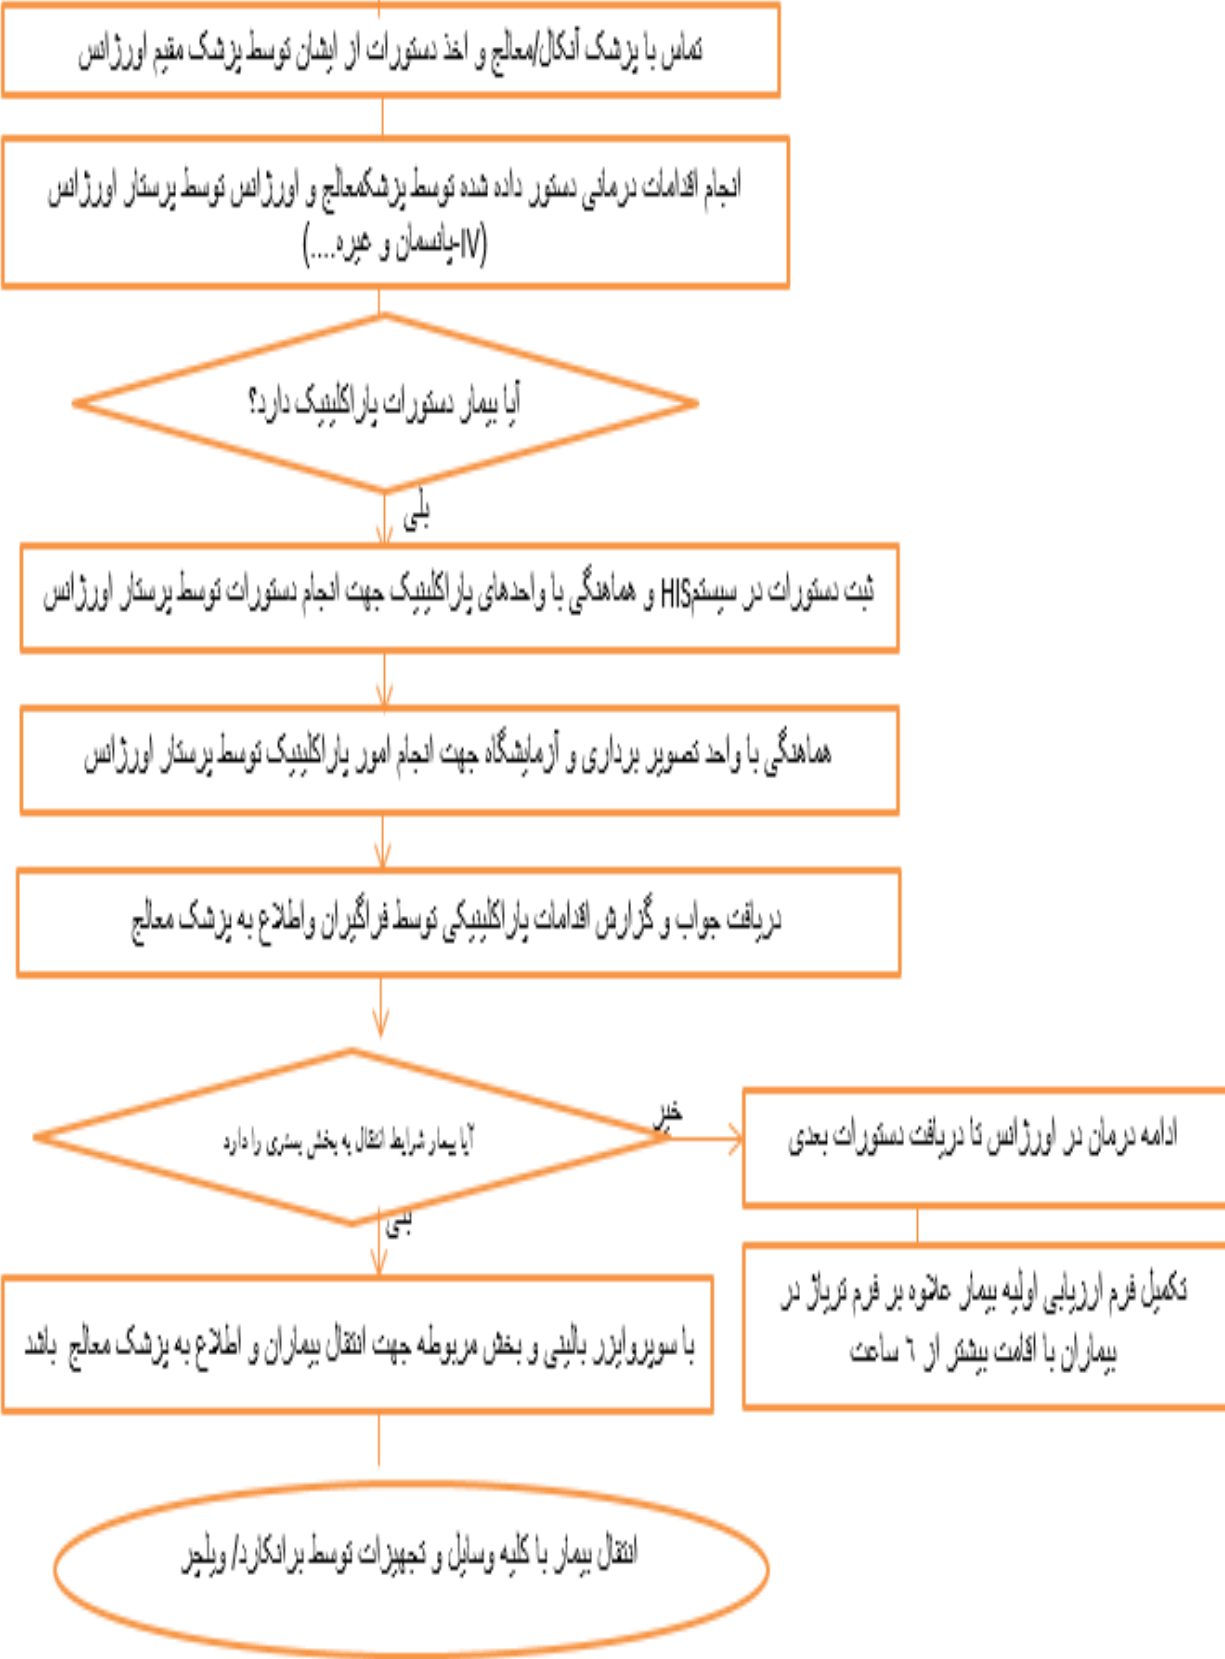 تماس با پزشک آنکال/معالج و اخذ دستورات از ایشان توسط پزشک مقیم اورژانس
انجام اقدامات درمانی دستور داده شده توسط پزشکمعالج و اورژانس توسط پرستار اورژانس
(IV-پانسمان و غیره....)
آیا بیمار دستورات پاراکلینیک دارد؟
بلی
ثبت دستورات در سیستمHIS و هماهنگی با واحدهای پاراکلینیک جهت انجام دستورات توسط پرستار اورژانس
هماهنگی با واحد تصویر برداری و آزمایشگاه جهت انجام امور پاراکلینیک توسط پرستار اورژانس
دریافت جواب و گزارش اقدامات پاراکلینیکی توسط فراگیران واطلاع به پزشک معالج
آیا بیمار شرایط انتقال به بخش بستری را دارد
خیر
ادامه درمان در اورژانس تا دریافت دستورات بعدی
تکمیل فرم ارزیابی اولیه بیمار علاوه بر فرم تریاژ در
بیماران با اقامت بیشتر از ٦ ساعت
بلی
با سوپروایزر بالینی و بخش مربوطه جهت انتقال بیماران و اطلاع به پزشک معالج باشد
انتقال بیمار با کلیه وسایل و تجهیزات توسط برانکارد/ ویلچر